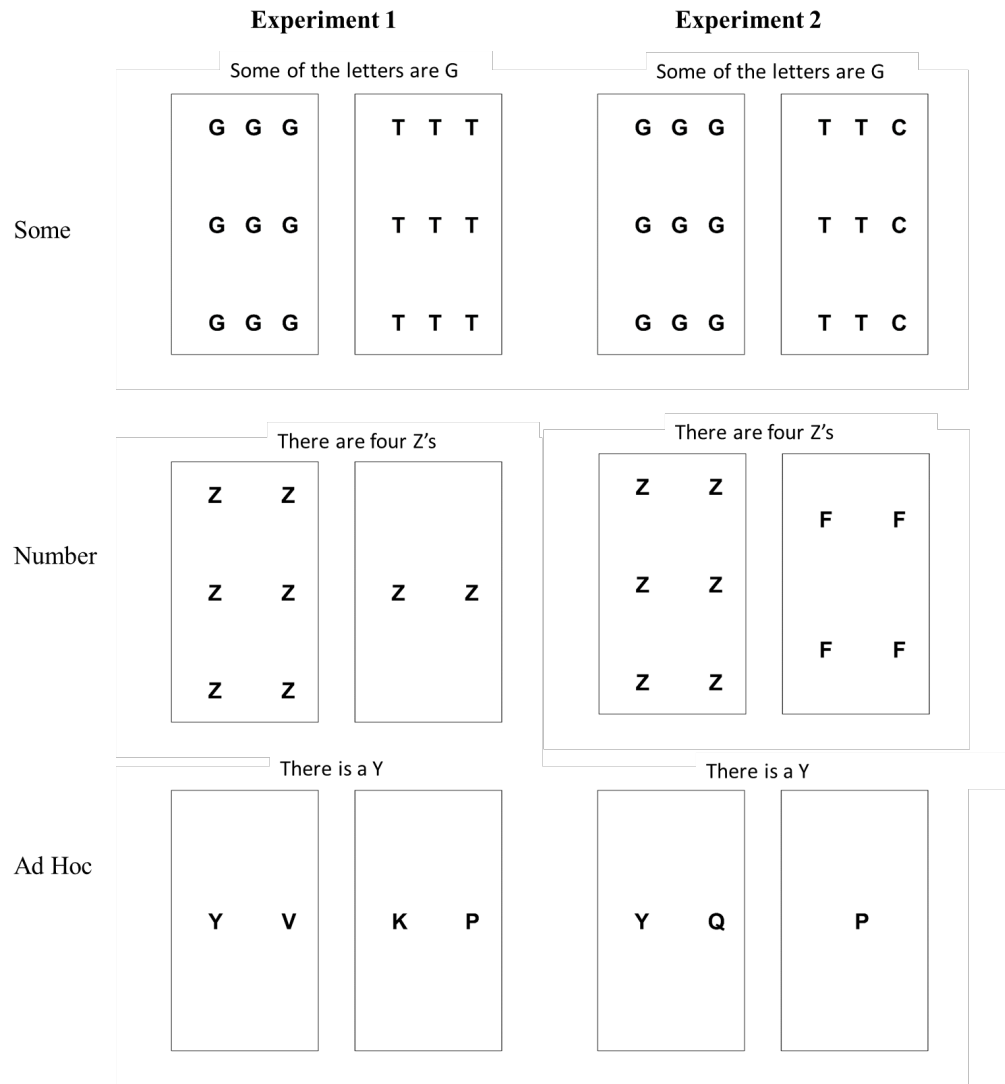 Experiment 1 Experiment 2
Some of the letters are G Some of the letters are G
G G G T T T G G G T T C
Some
G G G T T T G G G T T C
G G G T T T G G G T T C
There are four Z's There are four Z's
Z Z Z Z
F F
Number
Z Z Z Z Z Z
F F
Z Z Z Z
There is a Y There is a Y
Ad Hoc
Y V K P Y Q P